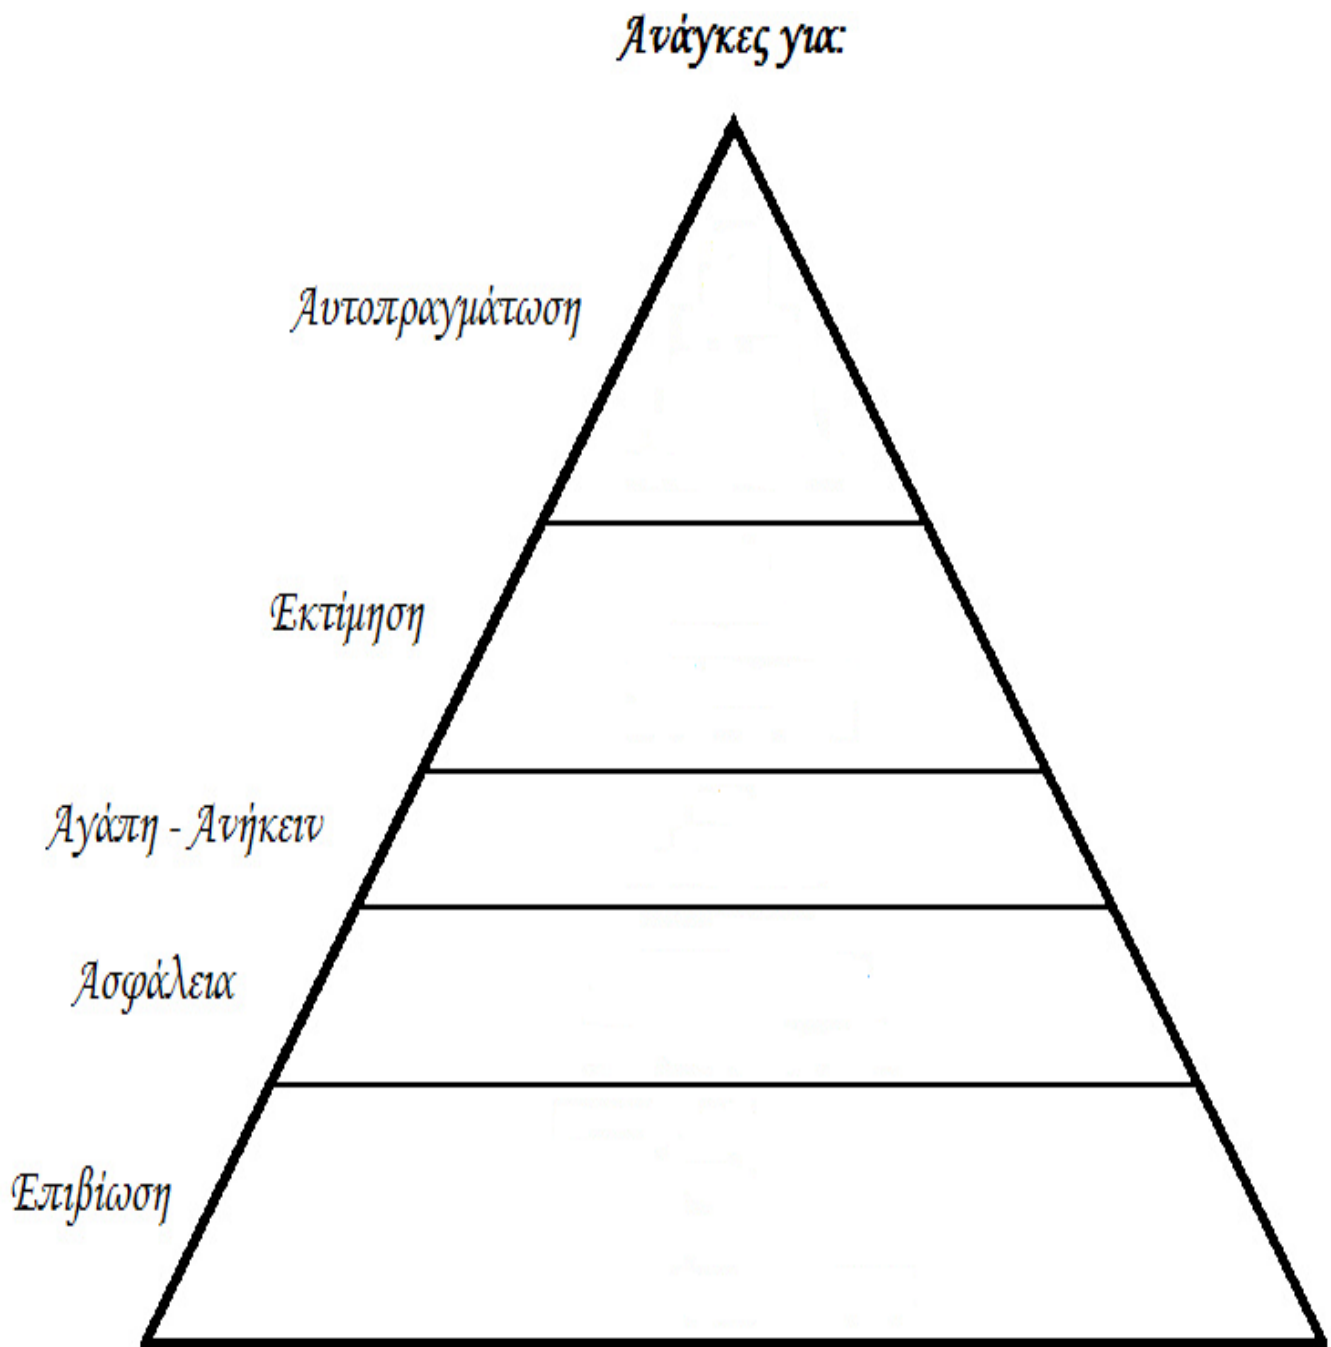 Ανάγκες για:
Αυτοπραγμάτωση
Εκτίμηση
Αγάπη - Ανήκειν
Ασφάλεια
Επιβίωση